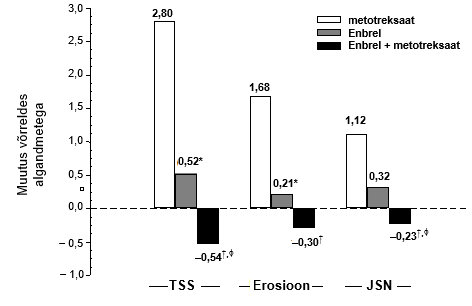 3,0
2,5
2,0
1,5
1,0
0,5
0,0
– 0,5
– 1,0
Muutus võrreldes
algandmetega
metotreksaat
Enbrel
Enbrel + metotreksaat
2,80
0,52*
–0,54†,ϕ
1,68
0,21*
–0,30†
1,12
0,32
–0,23†,ϕ
TSS
Erosioon
JSN